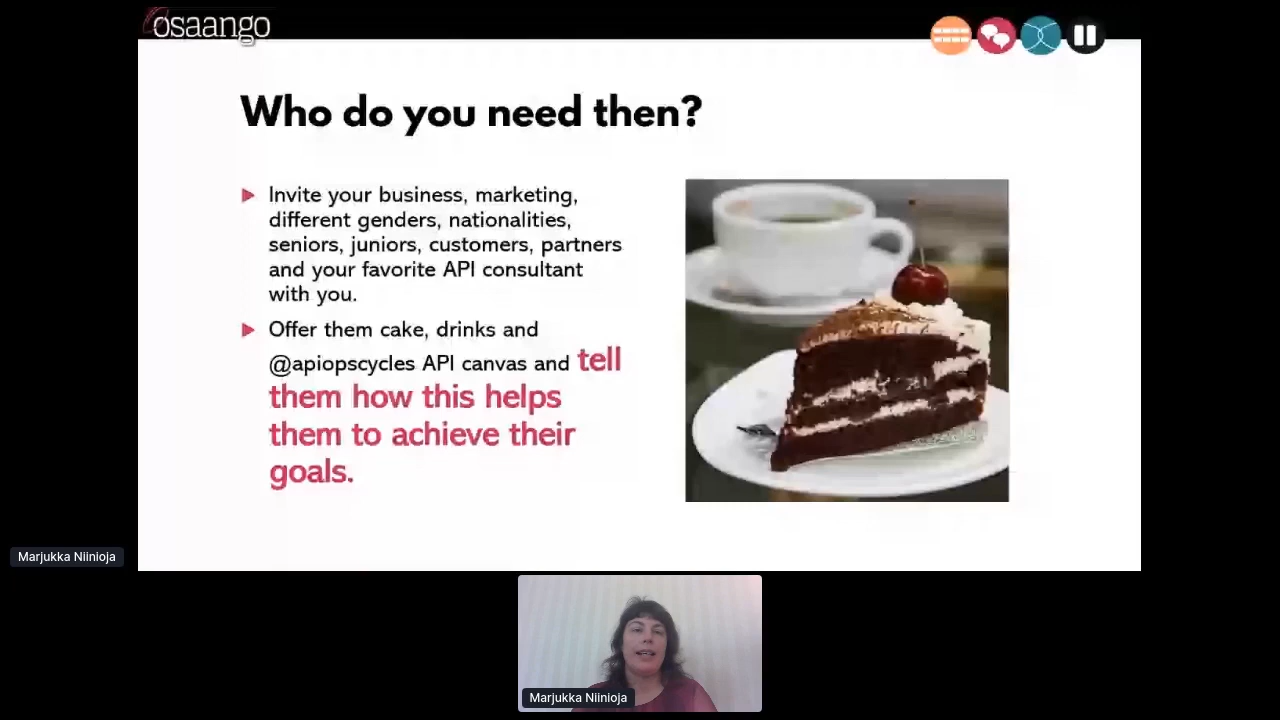 osaango
Who do you need then?
Invite your business, marketing,
different genders, nationalities,
seniors, juniors, customers, partners
and your favorite API consultant
with you.
Offer them cake, drinks and
@apiopscycles API canvas and tell
them how this helps
them to achieve their
goals.
Marjukka Niinioja
Marjukka Niinioja